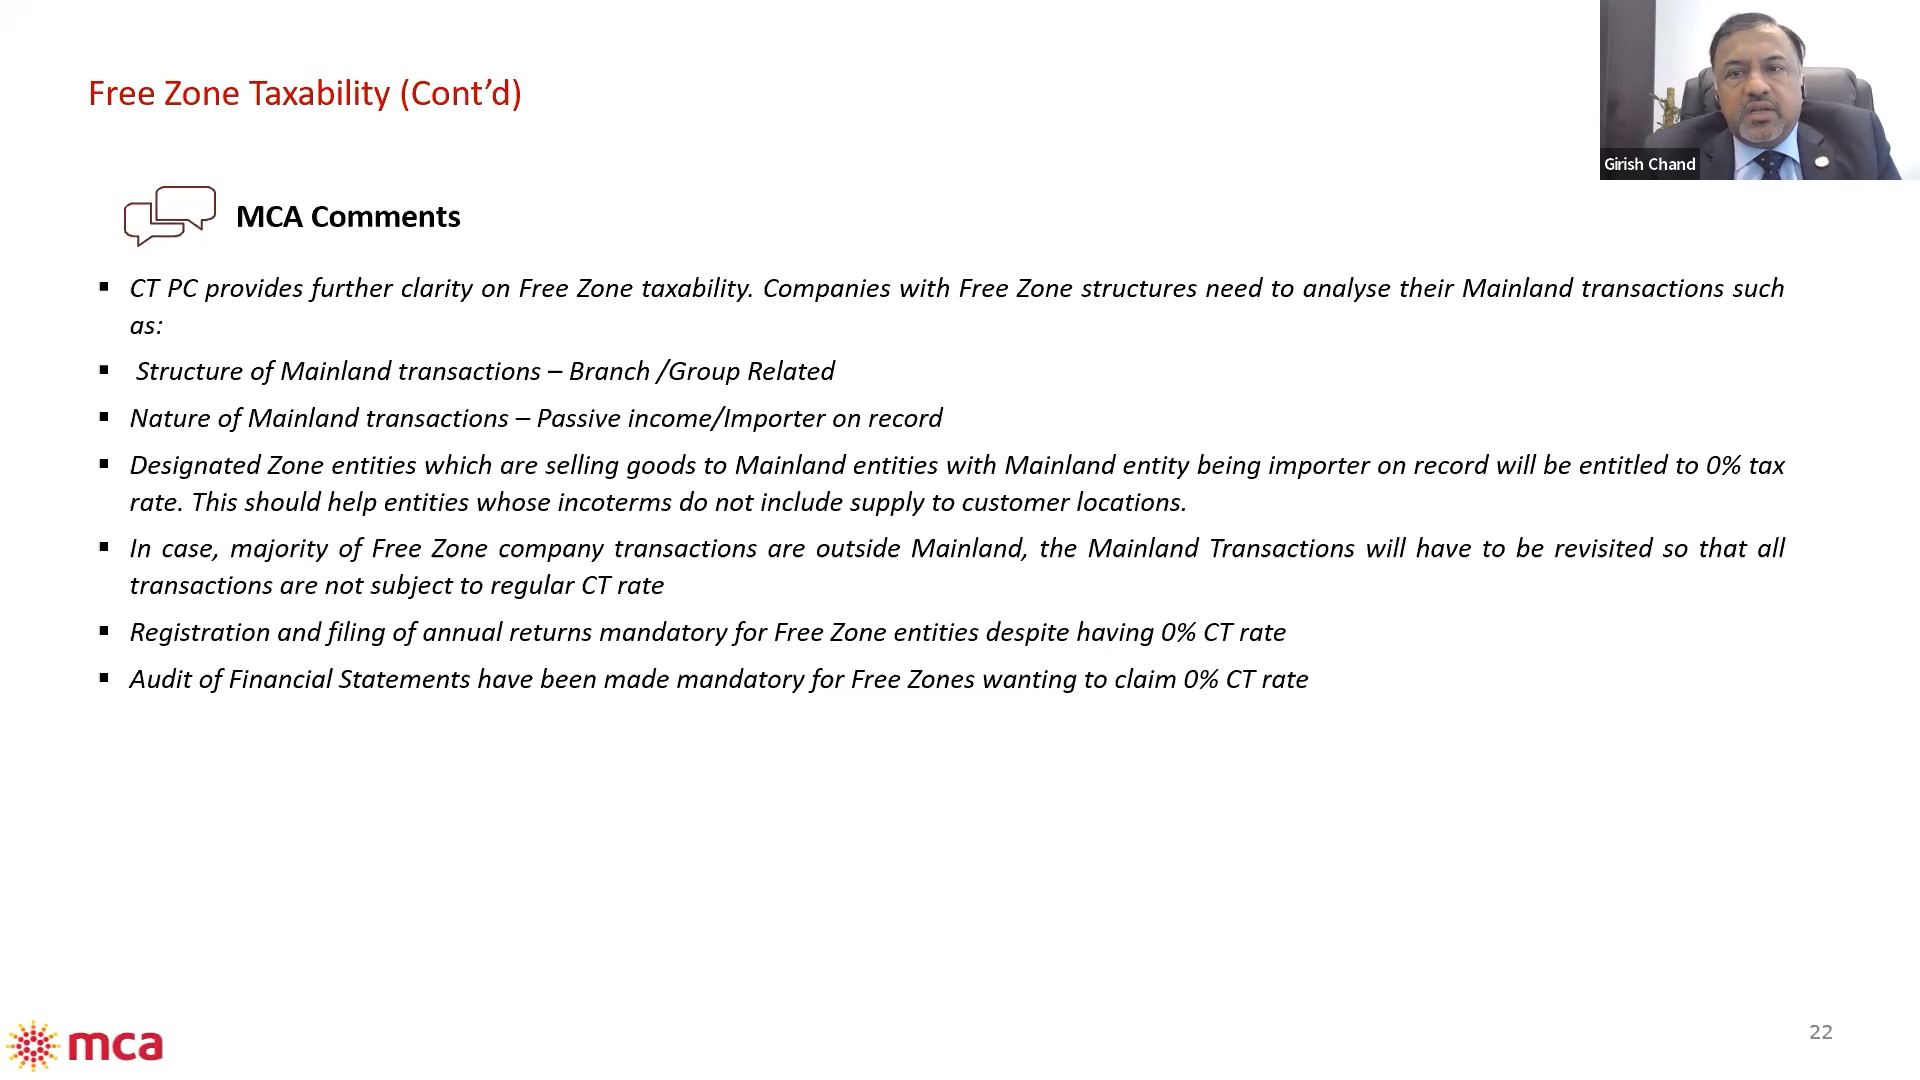 Free Zone Taxability (Cont’d)
Girish Chand
MCA Comments
▪ CT PC provides further clarity on Free Zone taxability. Companies with Free Zone structures need to analyse their Mainland transactions such
as:
▪ Structure of Mainland transactions – Branch /Group Related
▪ Nature of Mainland transactions – Passive income/Importer on record
▪ Designated Zone entities which are selling goods to Mainland entities with Mainland entity being importer on record will be entitled to 0% tax
rate. This should help entities whose incoterms do not include supply to customer locations.
▪ In case, majority of Free Zone company transactions are outside Mainland, the Mainland Transactions will have to be revisited so that all
transactions are not subject to regular CT rate
▪ Registration and filing of annual returns mandatory for Free Zone entities despite having 0% CT rate
▪ Audit of Financial Statements have been made mandatory for Free Zones wanting to claim 0% CT rate
mca
22